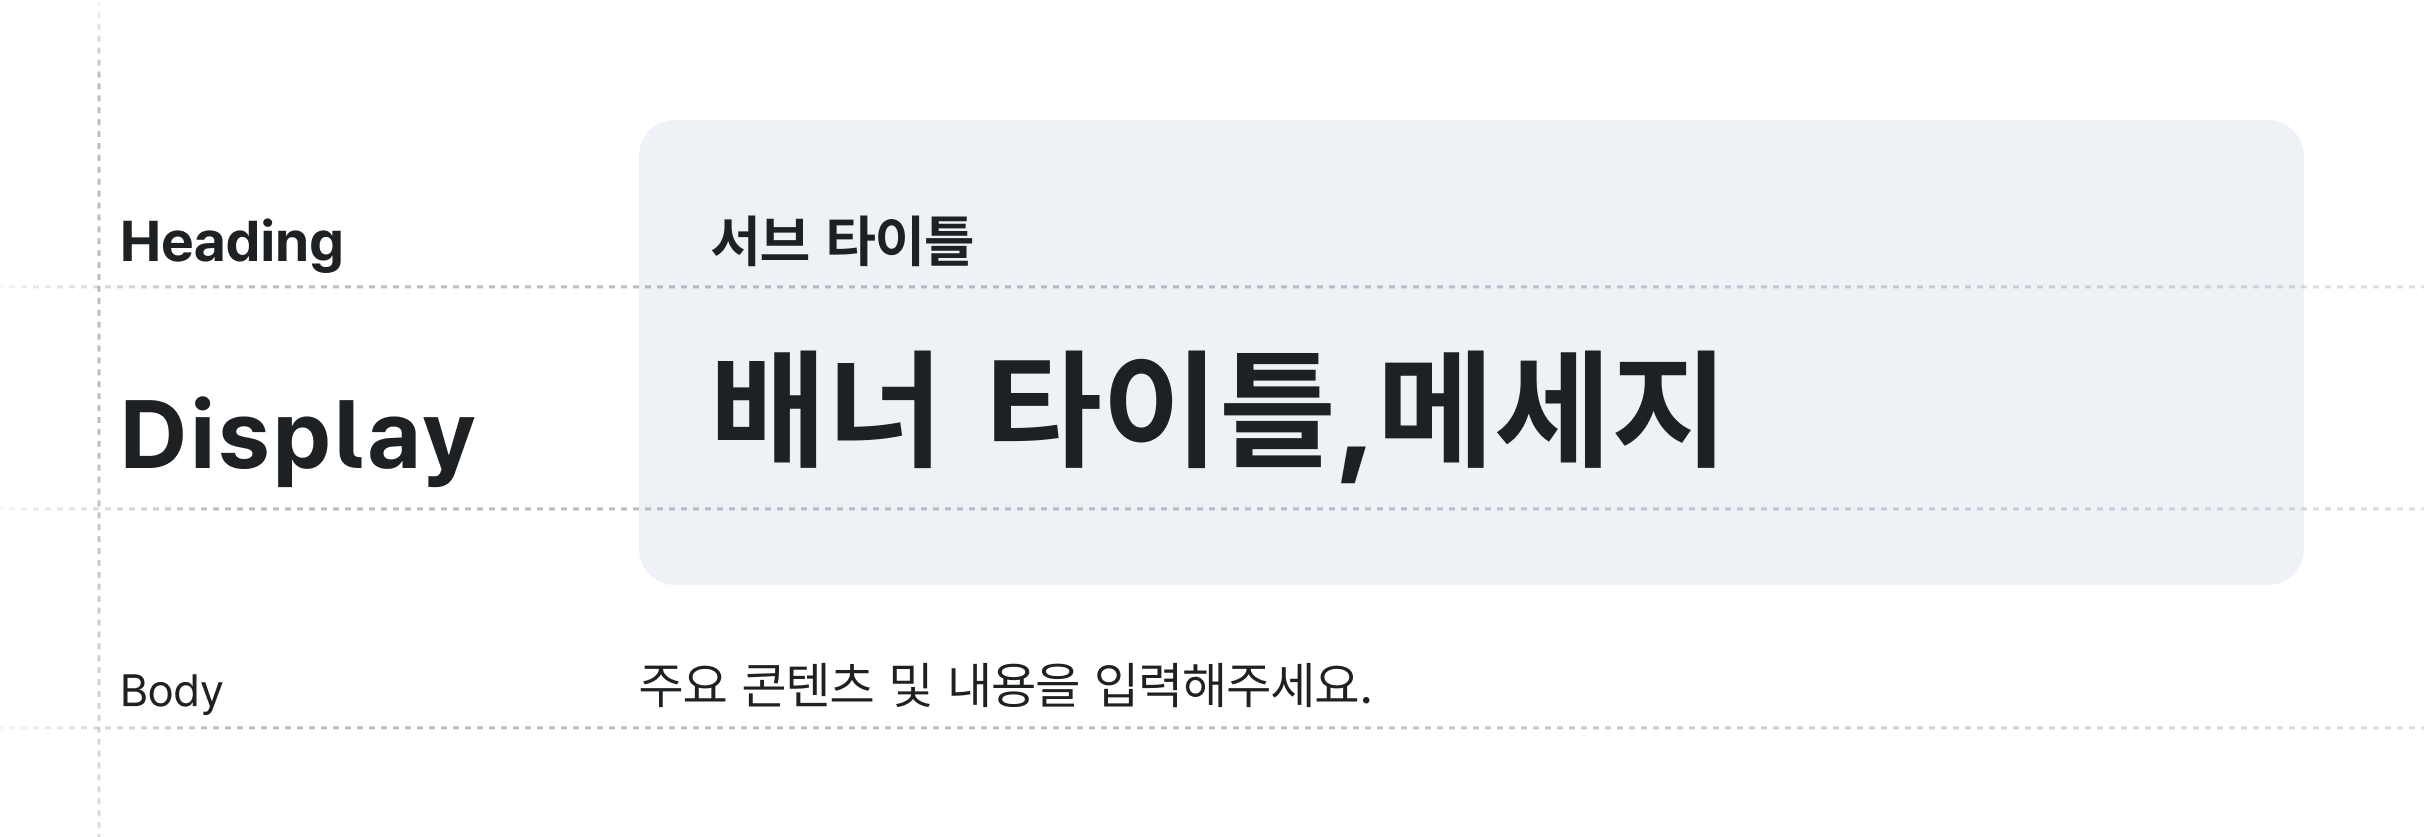 Heading
서브 타이틀
Display
배너 타이틀,메세지
Body
주요 콘텐츠 및 내용을 입력해주세요.